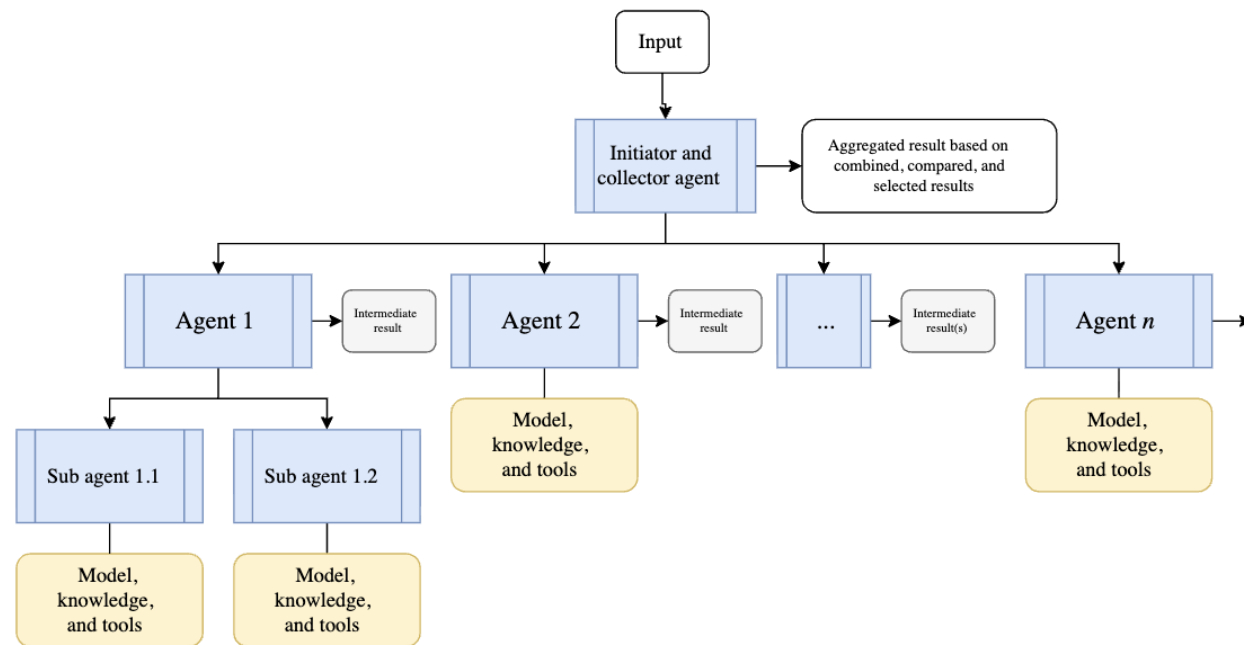 Input
Initiator and
collector agent
Aggregated result based on
combined, compared, and
selected results
Agent 1
Intermediate
result
Agent 2
Intermediate
result
...
Intermediate
result(s)
Agent n
Model,
knowledge,
and tools
Model,
knowledge,
and tools
Sub agent 1.1
Sub agent 1.2
Model,
knowledge,
and tools
Model,
knowledge,
and tools